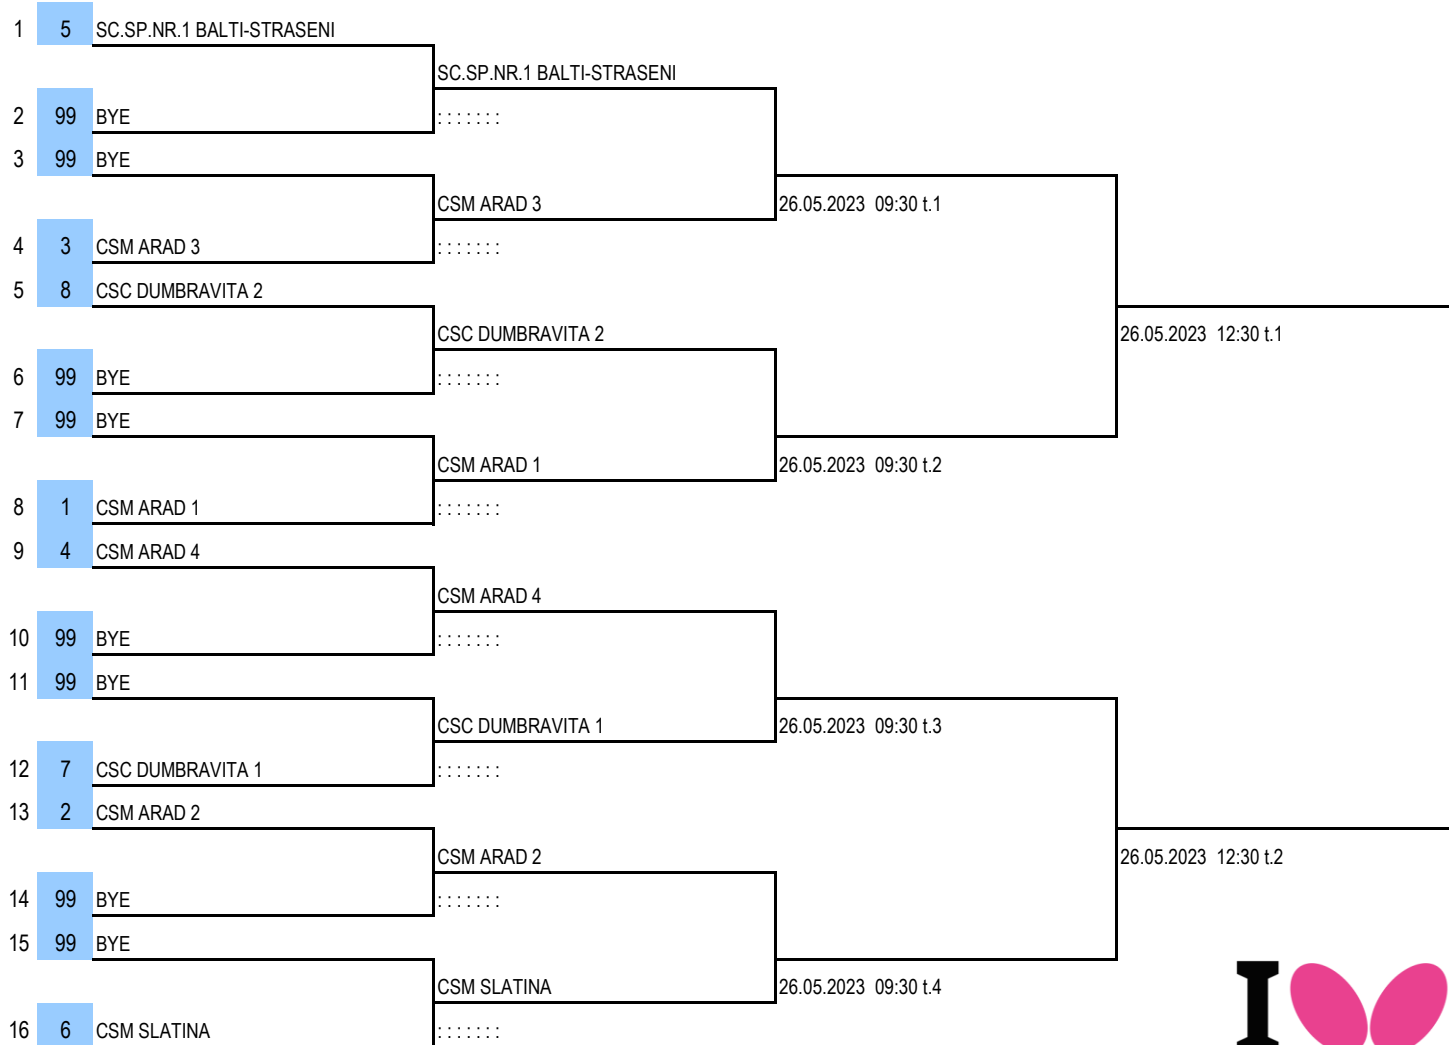 1 5 SC.SP.NR.1 BALTI-STRASENI
SC.SP.NR.1 BALTI-STRASENI
2 99 BYE : : : : : : :
3 99 BYE
CSM ARAD 3 26.05.2023 09:30 t.1
4 3 CSM ARAD 3 : : : : : : :
5 8 CSC DUMBRAVITA 2
CSC DUMBRAVITA 2 26.05.2023 12:30 t.1
6 99 BYE : : : : : : :
7 99 BYE
CSM ARAD 1 26.05.2023 09:30 t.2
8 1 CSM ARAD 1 : : : : : : :
9 4 CSM ARAD 4
CSM ARAD 4
10 99 BYE : : : : : : :
11 99 BYE
CSC DUMBRAVITA 1 26.05.2023 09:30 t.3
12 7 CSC DUMBRAVITA 1 : : : : : : :
13 2 CSM ARAD 2
CSM ARAD 2 26.05.2023 12:30 t.2
14 99 BYE : : : : : : :
15 99 BYE
CSM SLATINA 26.05.2023 09:30 t.4
16 6 CSM SLATINA : : : : : : :
I